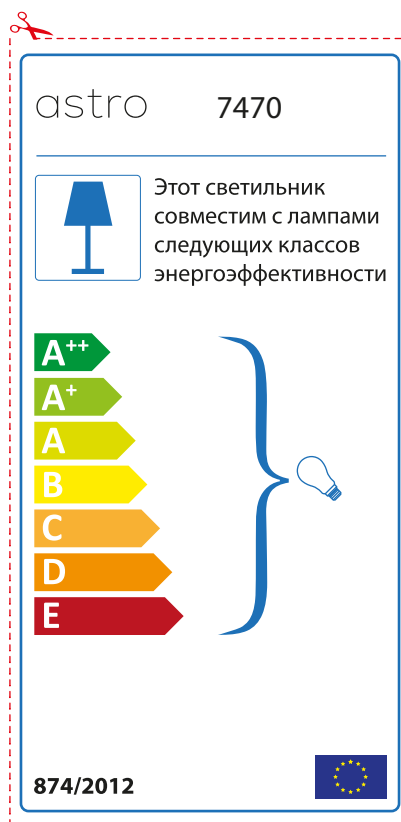 astro 7470
Этот светильник
совместим с лампами
следующих классов
энергоэффективности
A++
A+
A
B
C
D
E
874/2012